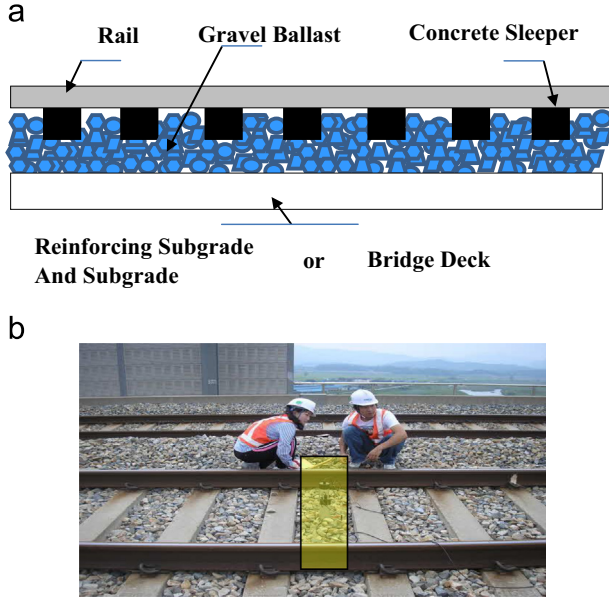 a
Rail
Gravel Ballast
Concrete Sleeper
Reinforcing Subgrade
And Subgrade
or
Bridge Deck
b